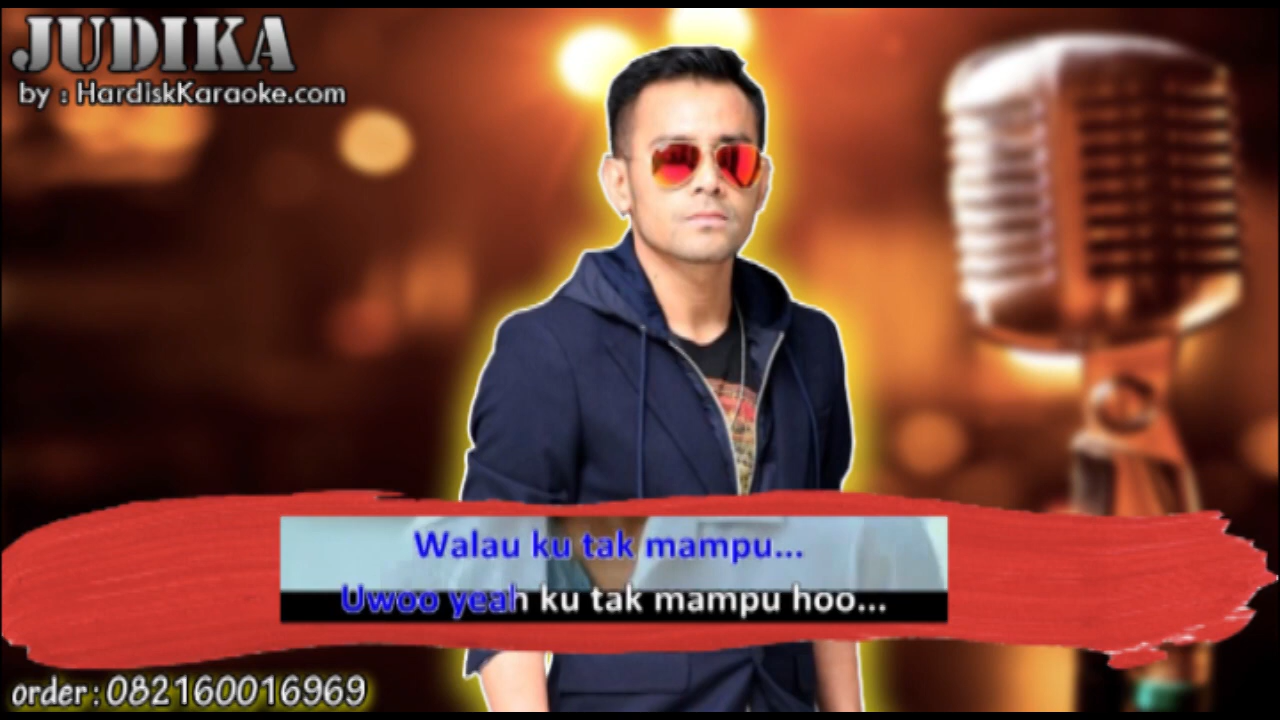 JUDIKA
by : HardiskKaraoke.com
Walau ku tak mampu...
Uwoo yeah ku tak mampu hoo...
order : 082160016969